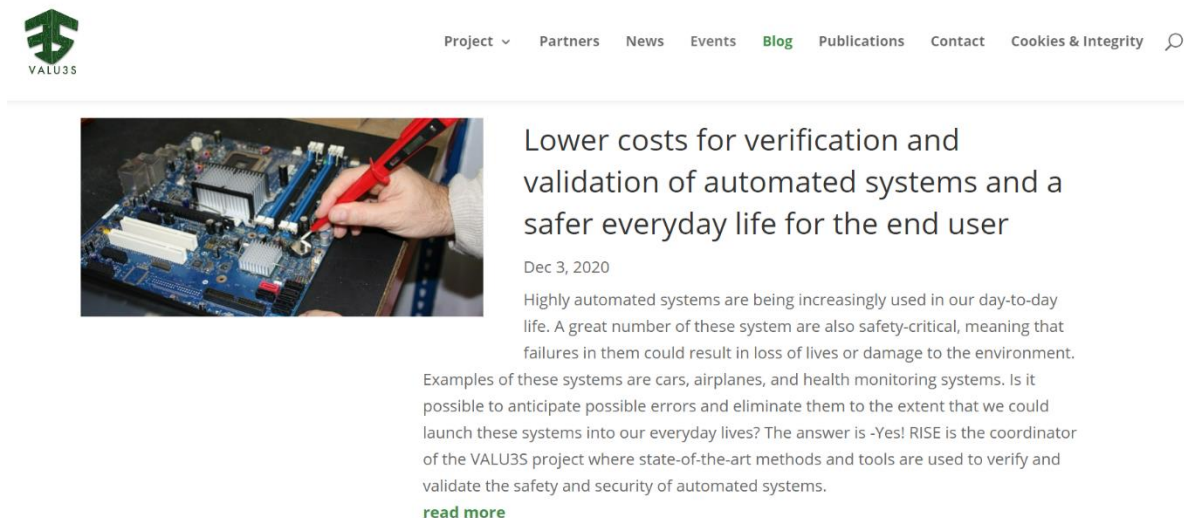 VALU3S
Project Partners News Events Blog Publications Contact Cookies & Integrity
Lower costs for verification and
validation of automated systems and a
safer everyday life for the end user
Dec 3, 2020
Highly automated systems are being increasingly used in our day-to-day
life. A great number of these system are also safety-critical, meaning that
failures in them could result in loss of lives or damage to the environment.
Examples of these systems are cars, airplanes, and health monitoring systems. Is it
possible to anticipate possible errors and eliminate them to the extent that we could
launch these systems into our everyday lives? The answer is -Yes! RISE is the coordinator
of the VALU3S project where state-of-the-art methods and tools are used to verify and
validate the safety and security of automated systems.
read more